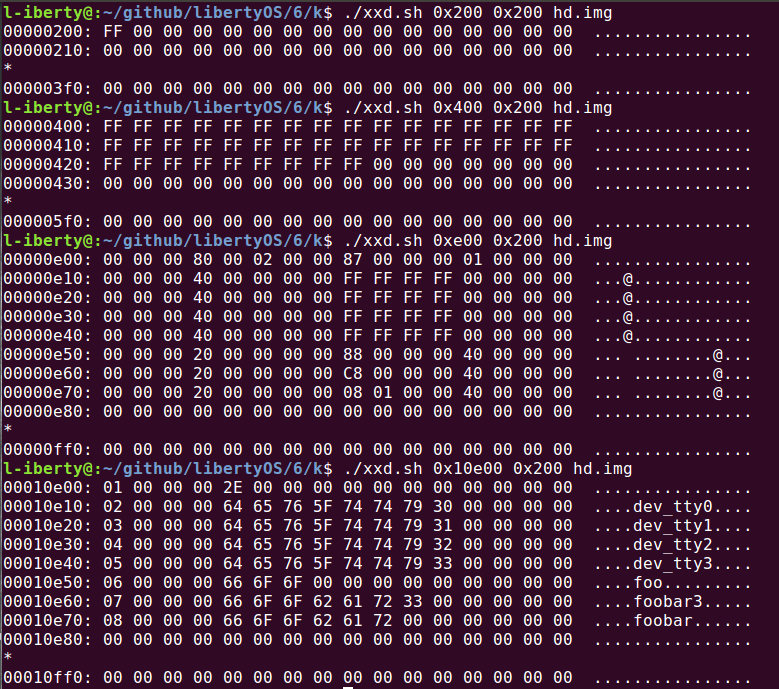 l-iberty@:~/github/libertyOS/6/k$ ./xxd.sh 0x200 0x200 hd.img
00000200: FF 00 00 00 00 00 00 00 00 00 00 00 00 00 00 00  ................
00000210: 00 00 00 00 00 00 00 00 00 00 00 00 00 00 00 00  ................
*
000003f0: 00 00 00 00 00 00 00 00 00 00 00 00 00 00 00 00  ................
l-iberty@:~/github/libertyOS/6/k$ ./xxd.sh 0x400 0x200 hd.img
00000400: FF FF FF FF FF FF FF FF FF FF FF FF FF FF FF FF  ................
00000410: FF FF FF FF FF FF FF FF FF FF FF FF FF FF FF FF  ................
00000420: FF FF FF FF FF FF FF FF FF 00 00 00 00 00 00 00  ................
00000430: 00 00 00 00 00 00 00 00 00 00 00 00 00 00 00 00  ................
*
000005f0: 00 00 00 00 00 00 00 00 00 00 00 00 00 00 00 00  ................
l-iberty@:~/github/libertyOS/6/k$ ./xxd.sh 0xe00 0x200 hd.img
00000e00: 00 00 00 80 00 02 00 00 87 00 00 00 01 00 00 00  ................
00000e10: 00 00 00 40 00 00 00 00 FF FF FF FF 00 00 00 00  ...@............
00000e20: 00 00 00 40 00 00 00 00 FF FF FF FF 00 00 00 00  ...@............
00000e30: 00 00 00 40 00 00 00 00 FF FF FF FF 00 00 00 00  ...@............
00000e40: 00 00 00 40 00 00 00 00 FF FF FF FF 00 00 00 00  ...@............
00000e50: 00 00 00 20 00 00 00 00 88 00 00 00 40 00 00 00  ... ........@...
00000e60: 00 00 00 20 00 00 00 00 C8 00 00 00 40 00 00 00  ... ........@...
00000e70: 00 00 00 20 00 00 00 00 08 01 00 00 40 00 00 00  ... ........@...
00000e80: 00 00 00 00 00 00 00 00 00 00 00 00 00 00 00 00  ................
*
00000ff0: 00 00 00 00 00 00 00 00 00 00 00 00 00 00 00 00  ................
l-iberty@:~/github/libertyOS/6/k$ ./xxd.sh 0x10e00 0x200 hd.img
00010e00: 01 00 00 00 2E 00 00 00 00 00 00 00 00 00 00 00  ................
00010e10: 02 00 00 00 64 65 76 5F 74 74 79 30 00 00 00 00  ....dev_tty0....
00010e20: 03 00 00 00 64 65 76 5F 74 74 79 31 00 00 00 00  ....dev_tty1....
00010e30: 04 00 00 00 64 65 76 5F 74 74 79 32 00 00 00 00  ....dev_tty2....
00010e40: 05 00 00 00 64 65 76 5F 74 74 79 33 00 00 00 00  ....dev_tty3....
00010e50: 06 00 00 00 66 6F 6F 00 00 00 00 00 00 00 00 00  ....foo.........
00010e60: 07 00 00 00 66 6F 6F 62 61 72 33 00 00 00 00 00  ....foobar3.....
00010e70: 08 00 00 00 66 6F 6F 62 61 72 00 00 00 00 00 00  ....foobar......
00010e80: 00 00 00 00 00 00 00 00 00 00 00 00 00 00 00 00  ................
*
00010ff0: 00 00 00 00 00 00 00 00 00 00 00 00 00 00 00 00  ................